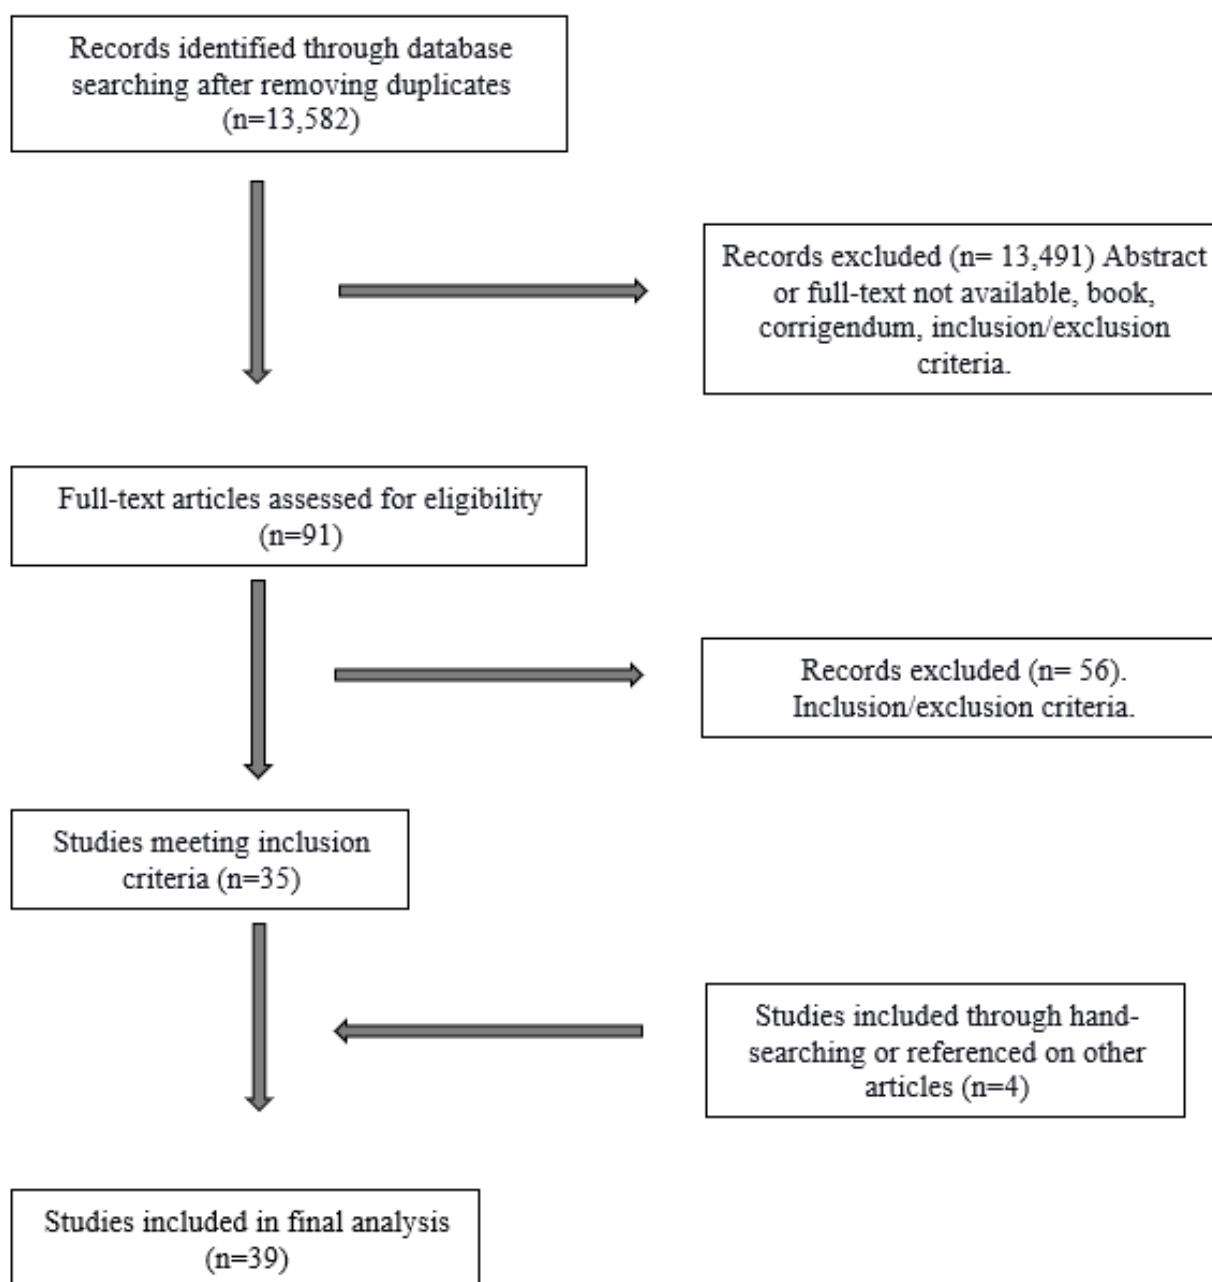 Records identified through database
searching after removing duplicates
(n=13,582)
Records excluded (n= 13,491) Abstract
or full-text not available, book,
corrigendum, inclusion/exclusion
criteria.
Full-text articles assessed for eligibility
(n=91)
Records excluded (n= 56).
Inclusion/exclusion criteria.
Studies meeting inclusion
criteria (n=35)
Studies included through hand-
searching or referenced on other
articles (n=4)
Studies included in final analysis
(n=39)